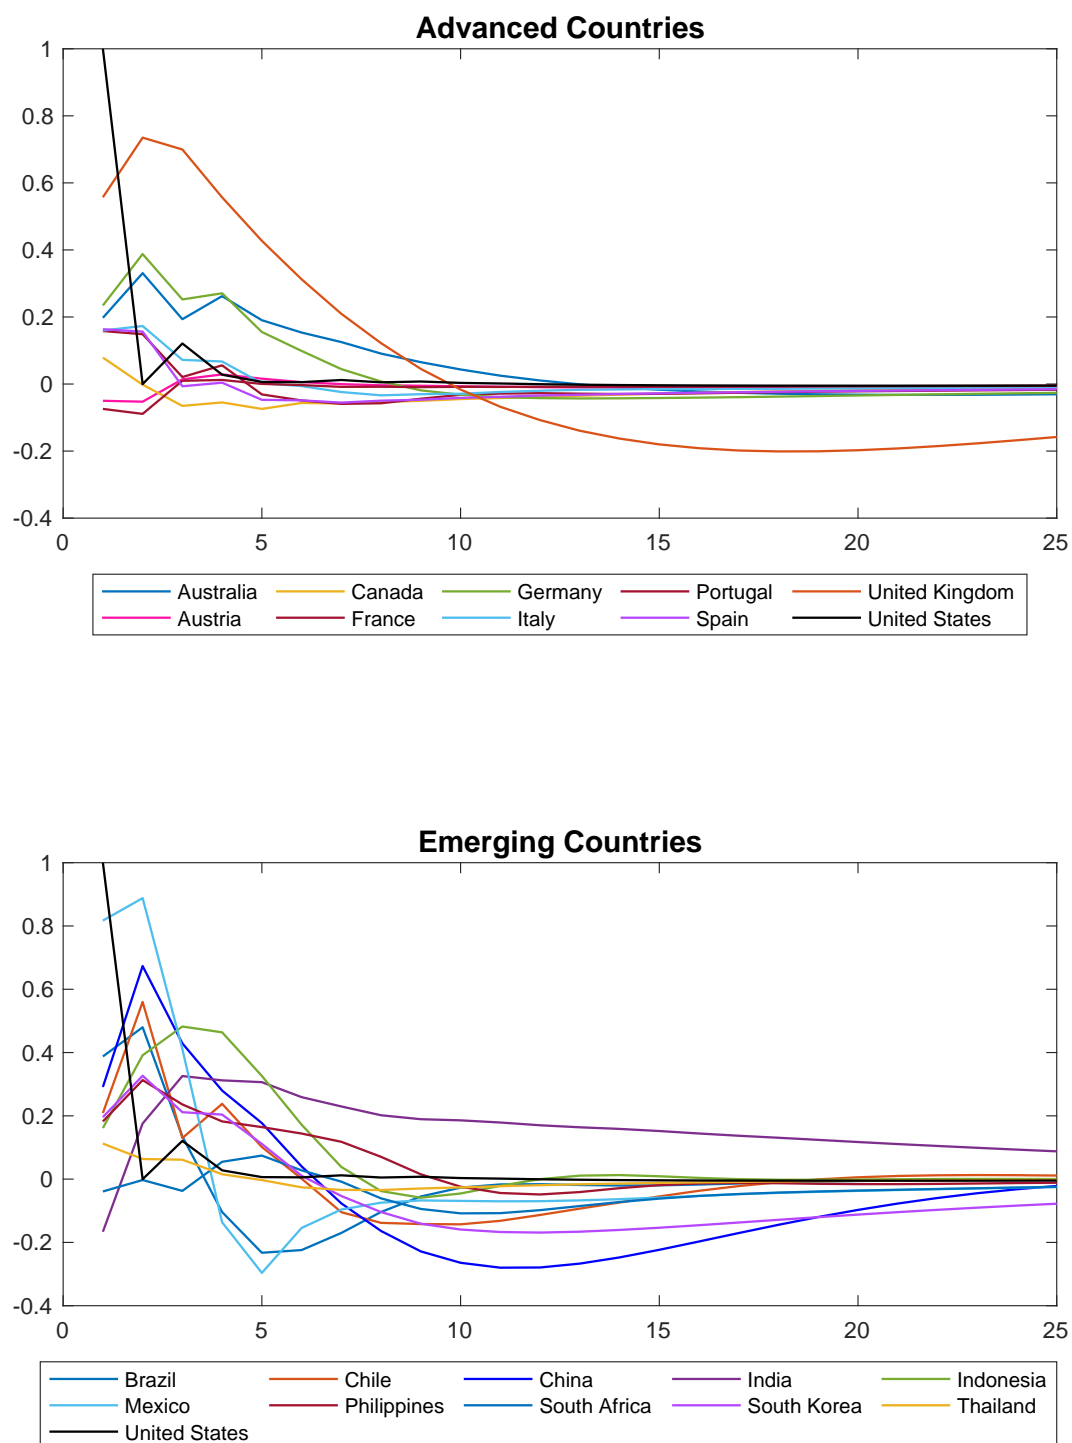 Advanced Countries
1
0.8
0.6
0.4
0.2
0
-0.2
-0.4
0 5 10 15 20 25
Australia Canada Germany Portugal United Kingdom
Austria France Italy Spain United States
Emerging Countries
1
0.8
0.6
0.4
0.2
0
-0.2
-0.4
0 5 10 15 20 25
Brazil Chile China India Indonesia
Mexico Philippines South Africa South Korea Thailand
United States